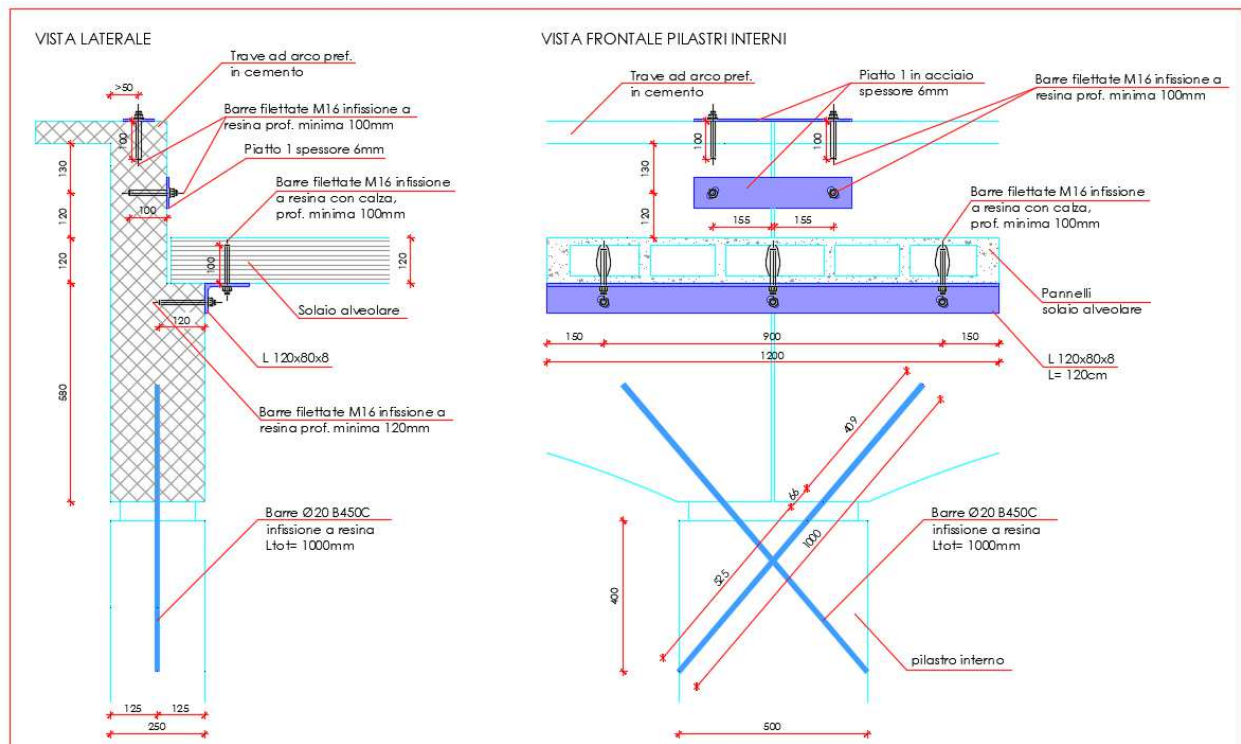 VISTA LATERALE
Trave ad arco pref.
in cemento
>50
Barre filettate M16 infissione a
resina prof. minima 100mm
100
Piatto 1 spessore 6mm
130
Barre filettate M16 infissione
a resina con calza,
prof. minima 100mm
120
100
120
100
120
Solaio alveolare
120
L 120x80x8
580
Barre filettate M16 infissione a
resina prof. minima 120mm
Barre Ø20 B450C
infissione a resina
Ltot= 1000mm
125
125
250
VISTA FRONTALE PILASTRI INTERNI
Trave ad arco pref.
in cemento
Piatto 1 in acciaio
spessore 6mm
Barre filettate M16 infissione a
resina prof. minima 100mm
100
100
130
120
155
155
Barre filettate M16 infissione
a resina con calza,
prof. minima 100mm
Pannelli
solaio alveolare
150
900
150
1200
L 120x80x8
L= 120cm
409
66
1000
525
Barre Ø20 B450C
infissione a resina
Ltot= 1000mm
400
pilastro interno
500